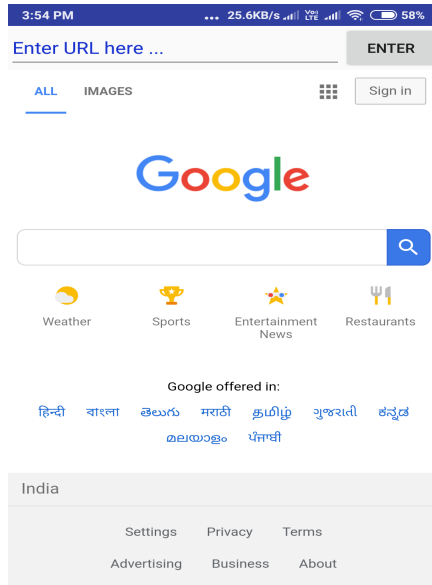 3:54 PM ... 25.6KB/s VoLTE 58%
Enter URL here ... ENTER
ALL IMAGES Sign in
Google
Weather Sports Entertainment News Restaurants
Google offered in:
हिन्दी বাংলা తెలుగు मराठी தமிழ் ગુજરાતી ಕನ್ನಡ
മലയാളം ਪੰਜਾਬੀ
India
Settings Privacy Terms
Advertising Business About